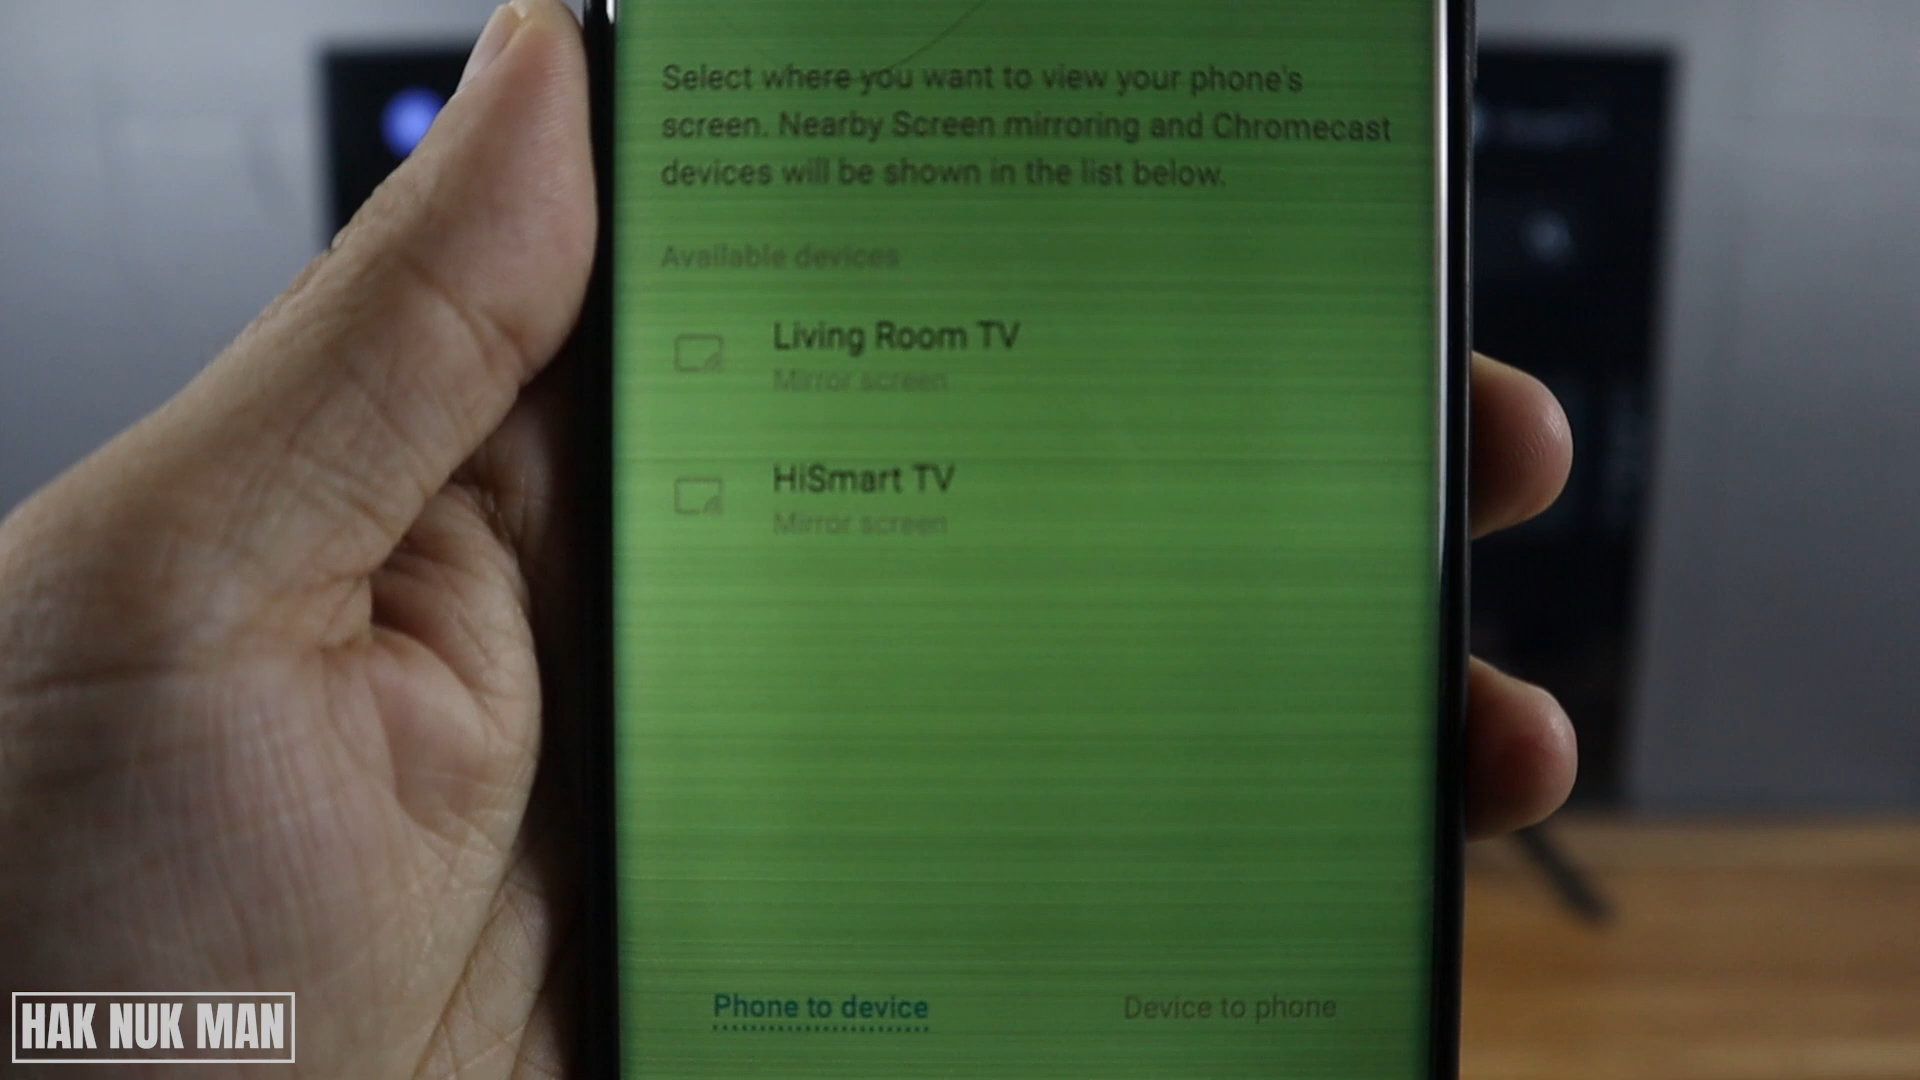 Select where you want to view your phone's
screen. Nearby Screen mirroring and Chromecast
devices will be shown in the list below.
Available devices
Living Room TV
Mirror screen
HiSmart TV
Mirror screen
Phone to device
Device to phone
HAK NUK MAN